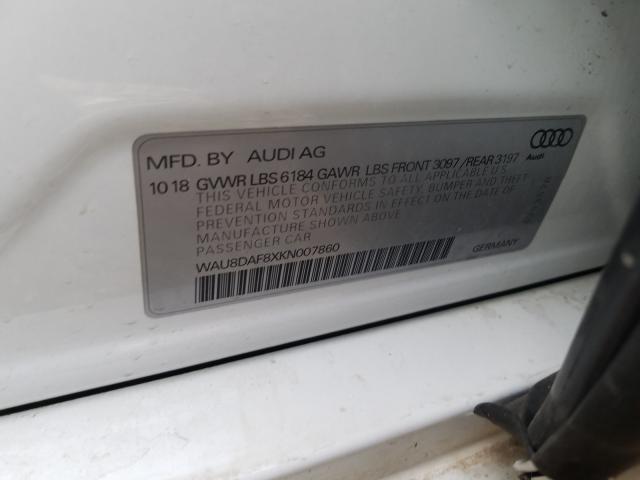 MFD. BY AUDI AG
10 18 GVWR LBS 6184 GAWR LBS FRONT 3097 / REAR 3197
Audi
THIS VEHICLE CONFORMS TO ALL APPLICABLE U.S.
FEDERAL MOTOR VEHICLE SAFETY, BUMPER AND THEFT
PREVENTION STANDARDS IN EFFECT ON THE DATE OF
MANUFACTURE SHOWN ABOVE
PASSENGER CAR
WAU8DAF8XKN007860
GERMANY